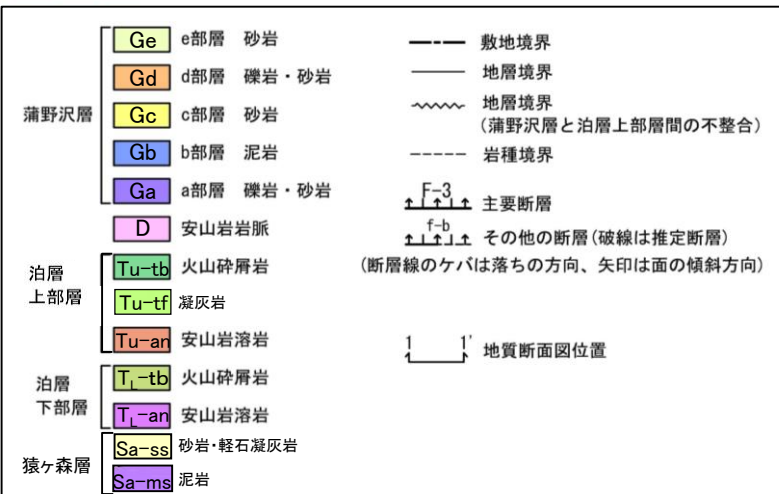 蒲野沢層
Ge e部層 砂岩
Gd d部層 礫岩・砂岩
Gc c部層 砂岩
Gb b部層 泥岩
Ga a部層 礫岩・砂岩
D 安山岩岩脈
泊層
上部層
Tu-tb 火山砕屑岩
Tu-tf 凝灰岩
Tu-an 安山岩溶岩
泊層
下部層
TL-tb 火山砕屑岩
TL-an 安山岩溶岩
猿ヶ森層
Sa-ss 砂岩・軽石凝灰岩
Sa-ms 泥岩
敷地境界
地層境界
地層境界
(蒲野沢層と泊層上部層間の不整合)
岩種境界
F-3 主要断層
f-b その他の断層(破線は推定断層)
(断層線のケバは落ちの方向、矢印は面の傾斜方向)
1 1' 地質断面図位置